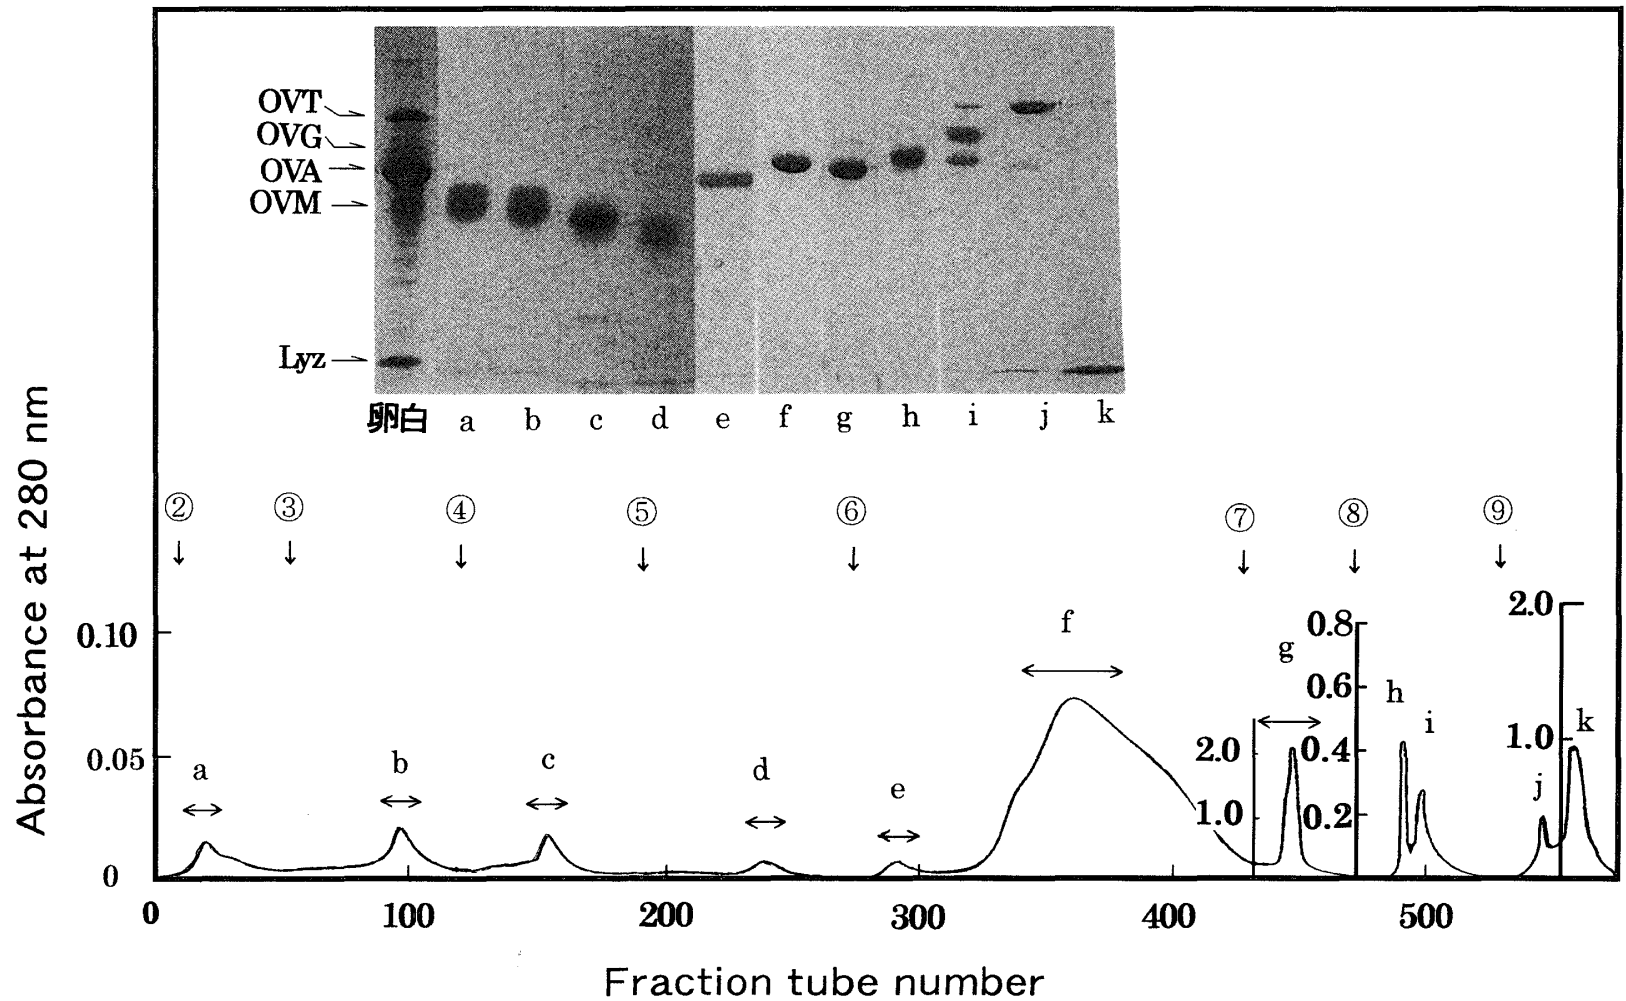 OVT
OVG
OVA
OVM
Lyz
卵白 a b c d e f g h i j k
② ③ ④ ⑤ ⑥ ⑦ ⑧ ⑨
Absorbance at 280 nm
0.10
0.05
0
a b c d e f g h i j k
2.0
1.0
0.8
0.6
0.4
0.2
2.0
1.0
0 100 200 300 400 500
Fraction tube number